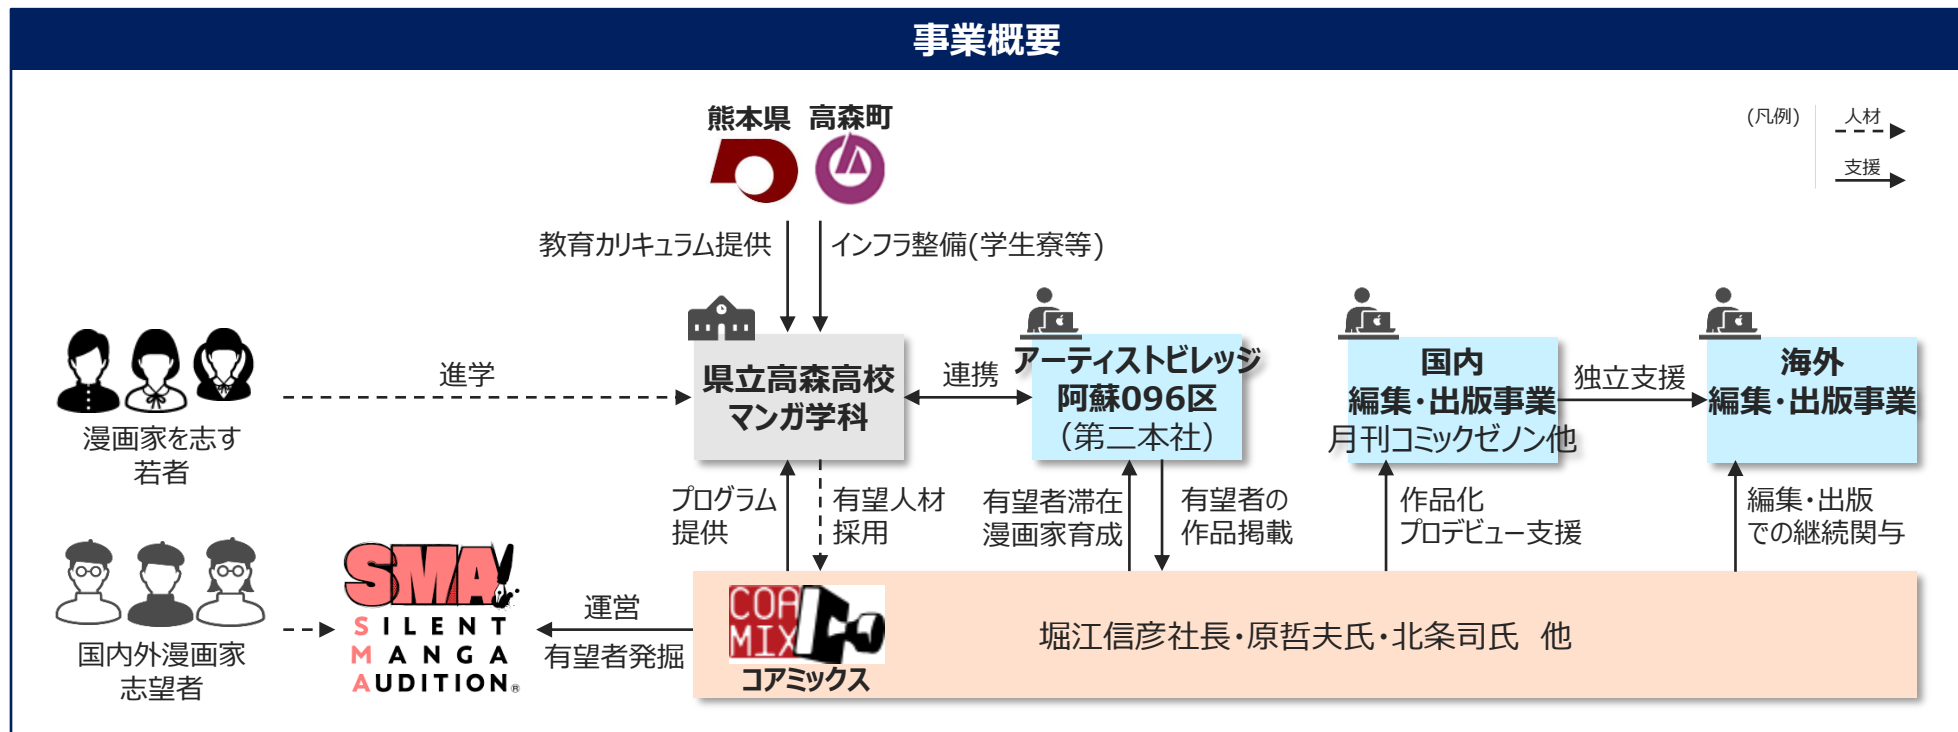 事業概要
熊本県 高森町
(凡例)
人材
支援
教育カリキュラム提供
インフラ整備(学生寮等)
漫画家を志す
若者
進学
県立高森高校
マンガ学科
連携
アーティストビレッジ
阿蘇096区
（第二本社）
国内
編集・出版事業
月刊コミックゼノン他
独立支援
海外
編集・出版事業
プログラム
提供
有望人材
採用
有望者滞在
漫画家育成
有望者の
作品掲載
作品化
プロデビュー支援
編集・出版
での継続関与
国内外漫画家
志望者
SMA!
SILENT
MANGA
AUDITION®
運営
有望者発掘
COA
MIX
コアミックス
堀江信彦社長・原哲夫氏・北条司氏 他